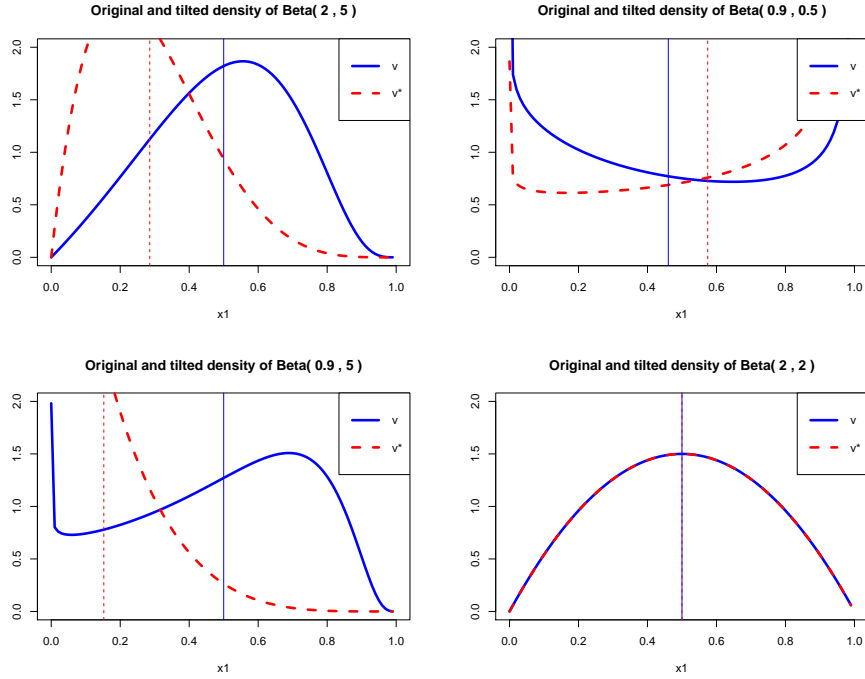 Original and tilted density of Beta( 2 , 5 )
2.0
1.5
1.0
0.5
0.0
v
v*
0.0 0.2 0.4 0.6 0.8 1.0
x1
Original and tilted density of Beta( 0.9 , 0.5 )
2.0
1.5
1.0
0.5
0.0
v
v*
0.0 0.2 0.4 0.6 0.8 1.0
x1
Original and tilted density of Beta( 0.9 , 5 )
2.0
1.5
1.0
0.5
0.0
v
v*
0.0 0.2 0.4 0.6 0.8 1.0
x1
Original and tilted density of Beta( 2 , 2 )
2.0
1.5
1.0
0.5
0.0
v
v*
0.0 0.2 0.4 0.6 0.8 1.0
x1